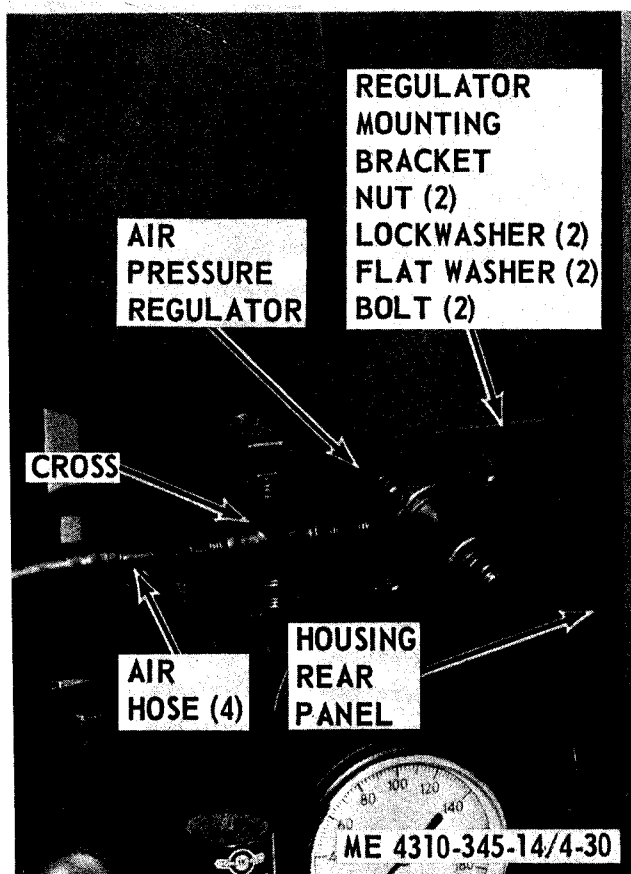 REGULATOR
MOUNTING
BRACKET
NUT (2)
LOCKWASHER (2)
FLAT WASHER (2)
BOLT (2)
AIR
PRESSURE
REGULATOR
CROSS
AIR
HOSE (4)
HOUSING
REAR
PANEL
60
80
100
120
140
ME 4310-345-14/4-30